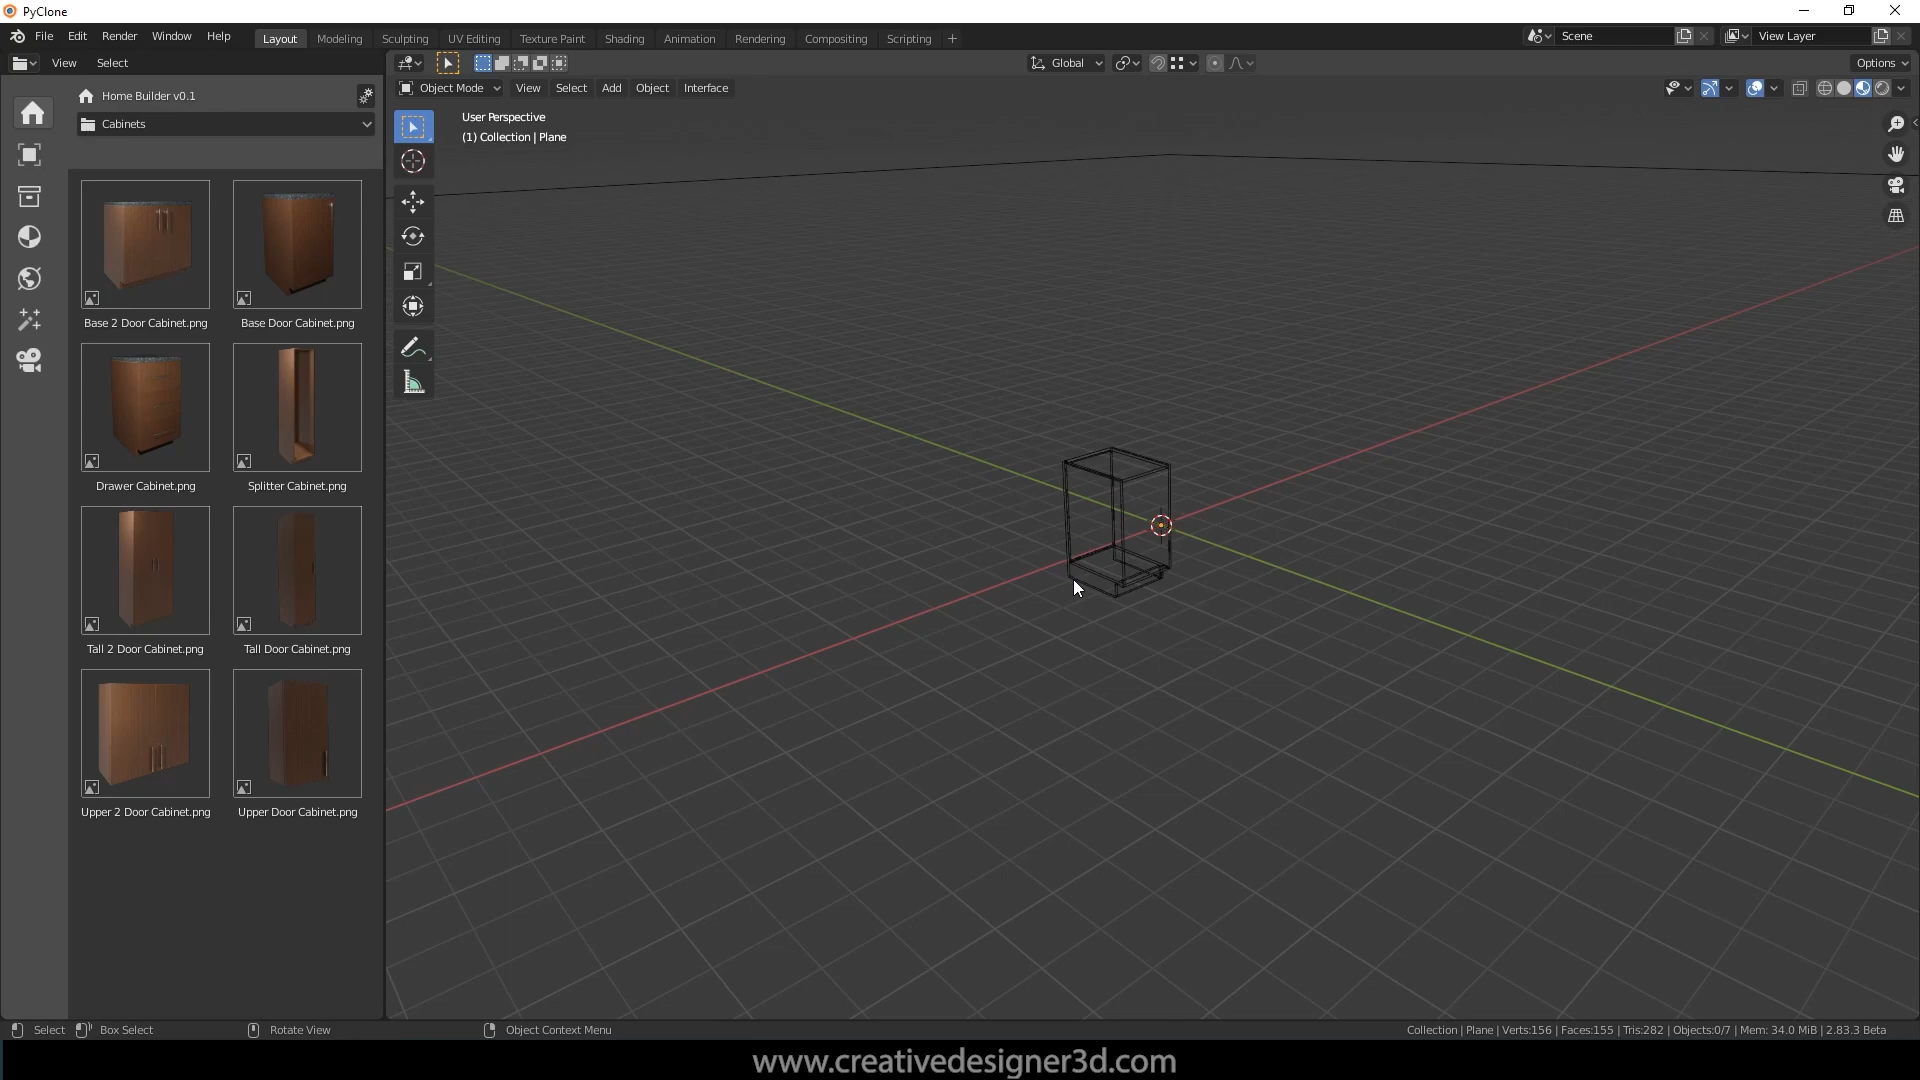 PyClone
File Edit Render Window Help
Layout Modeling Sculpting UV Editing Texture Paint Shading Animation Rendering Compositing Scripting +
Scene View Layer
View Select
Global Options
Home Builder v0.1
Object Mode View Select Add Object Interface
Cabinets
User Perspective
(1) Collection | Plane
Base 2 Door Cabinet.png Base Door Cabinet.png
Drawer Cabinet.png Splitter Cabinet.png
Tall 2 Door Cabinet.png Tall Door Cabinet.png
Upper 2 Door Cabinet.png Upper Door Cabinet.png
Select Box Select Rotate View Object Context Menu
Collection | Plane | Verts:156 | Faces:155 | Tris:282 | Objects:0/7 | Mem: 34.0 MiB | 2.83.3 Beta
www.creativedesigner3d.com